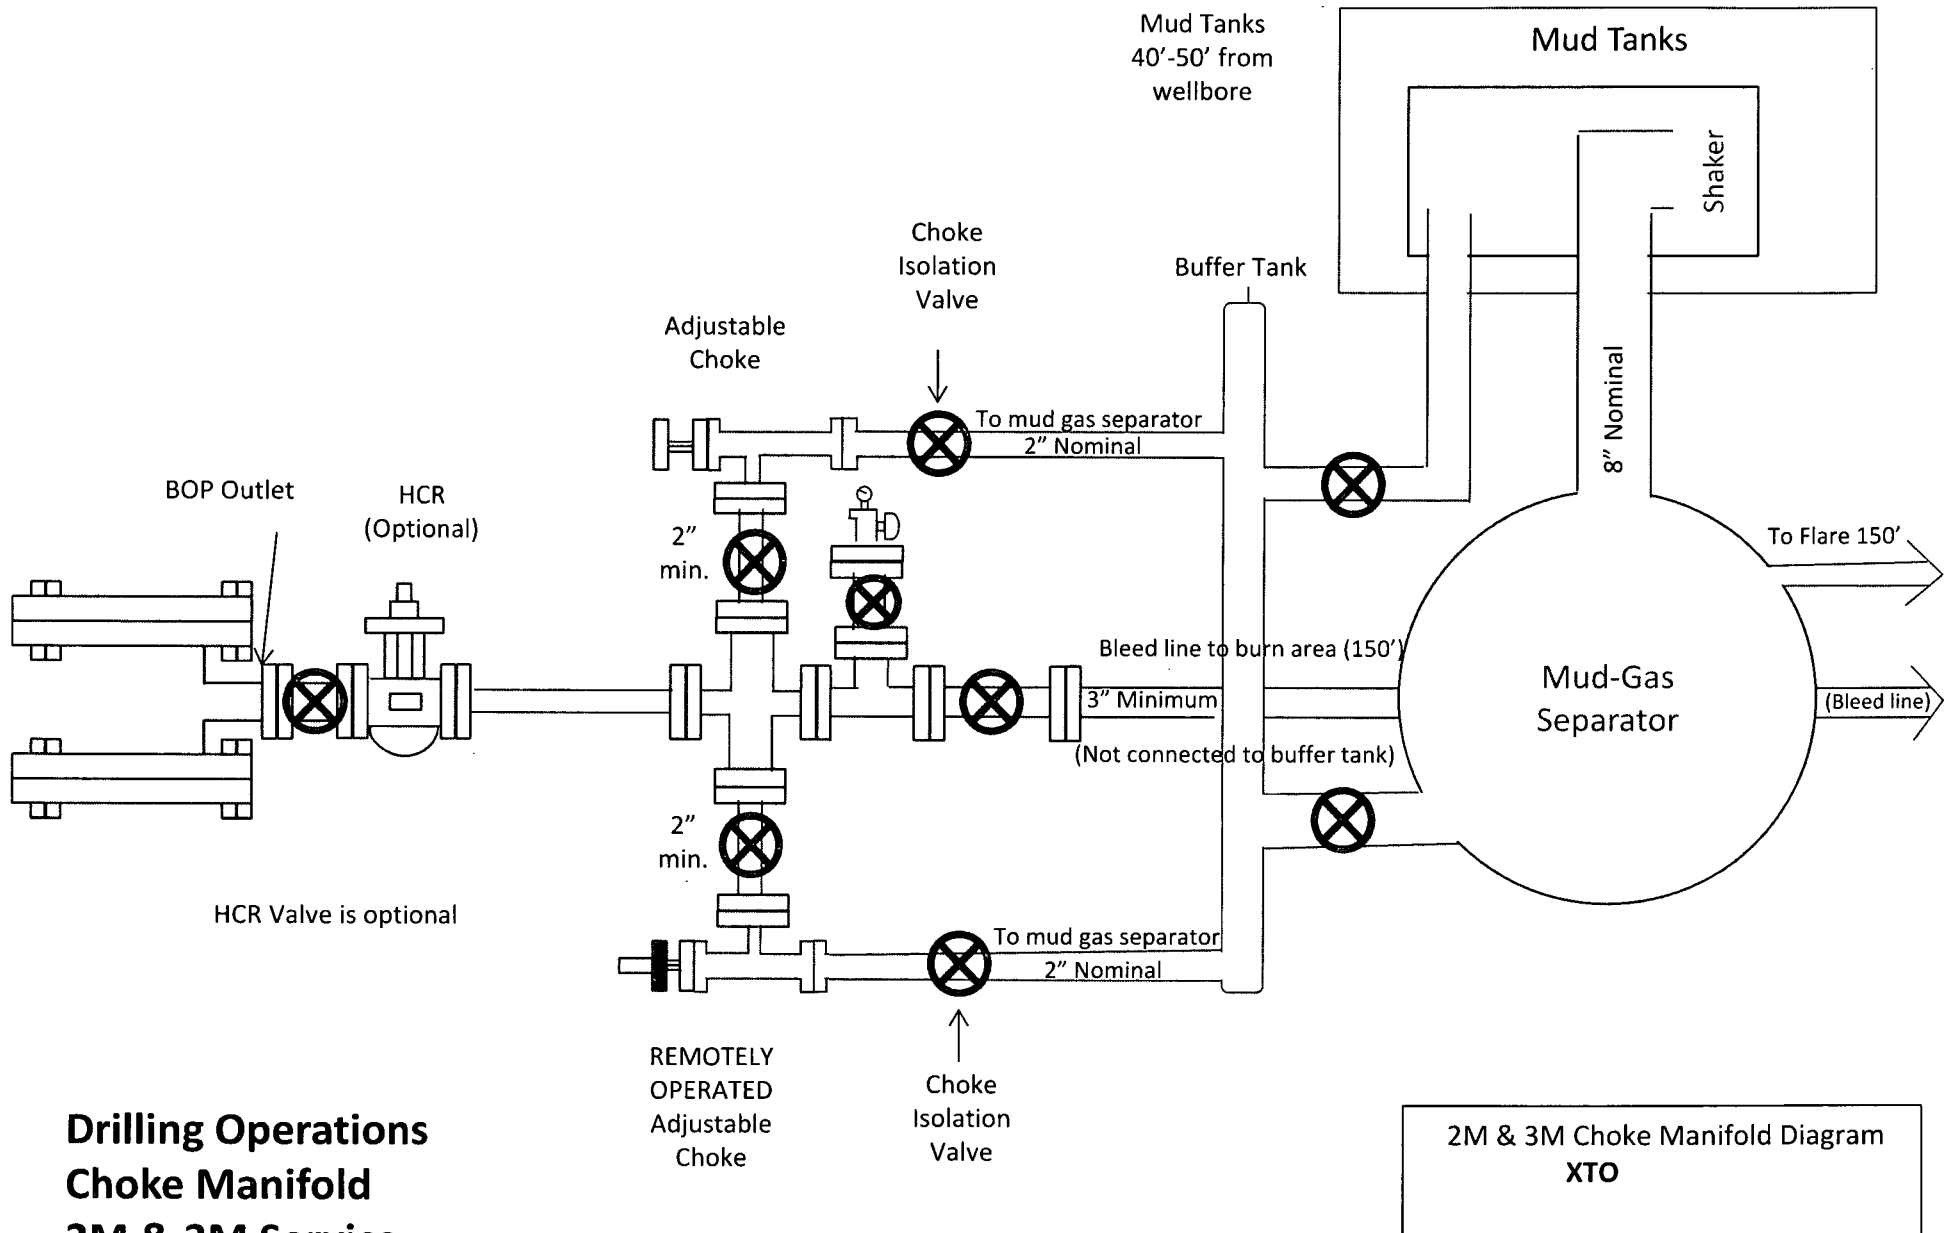 Mud Tanks
40'-50' from
wellbore
Mud Tanks
Shaker
Choke
Isolation
Valve
Buffer Tank
Adjustable
Choke
To mud gas separator
2” Nominal
8” Nominal
BOP Outlet
HCR
(Optional)
2”
min.
To Flare 150'
Bleed line to burn area (150')
3” Minimum
(Not connected to buffer tank)
Mud-Gas
Separator
(Bleed line)
2”
min.
HCR Valve is optional
To mud gas separator
2” Nominal
REMOTELY
OPERATED
Adjustable
Choke
Choke
Isolation
Valve
Drilling Operations
Choke Manifold
2M & 3M Service
2M & 3M Choke Manifold Diagram
XTO